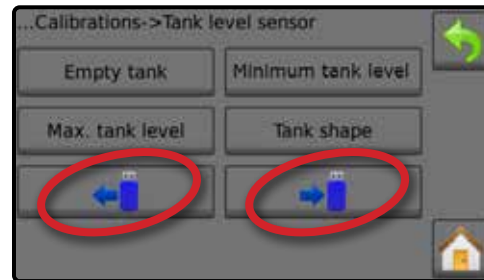 ...Calibrations->Tank level sensor
Empty tank
Minimum tank level
Max. tank level
Tank shape